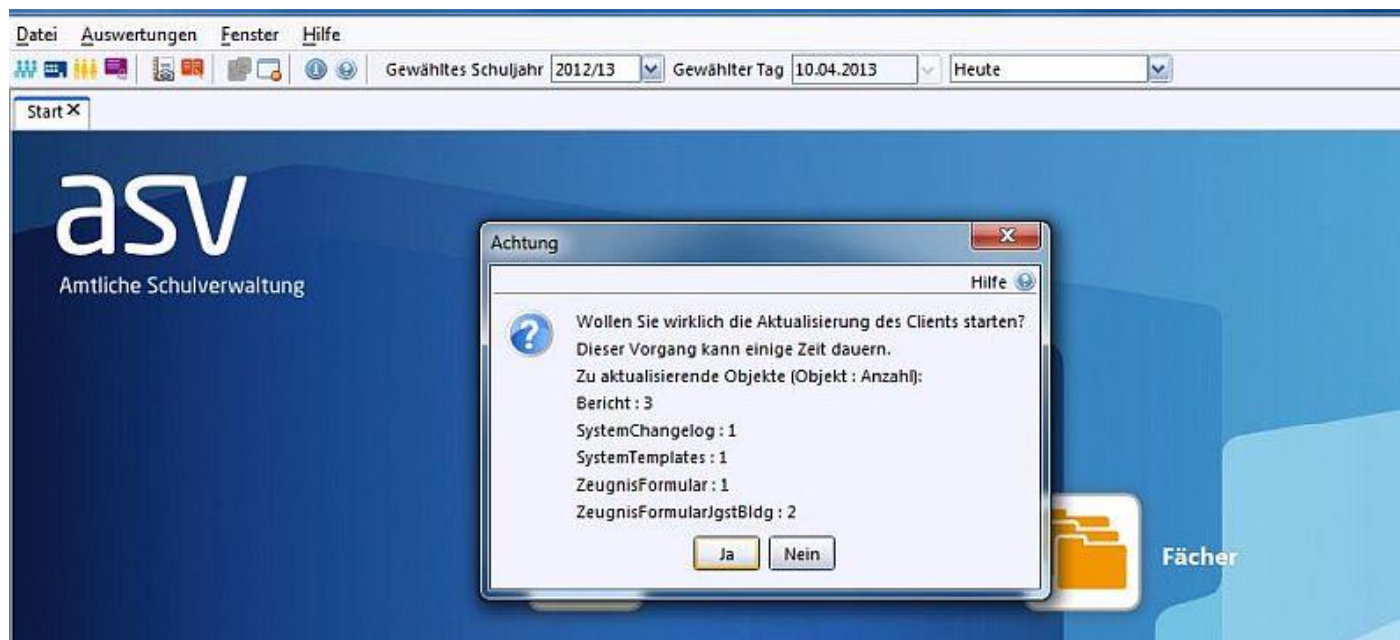 Datei Auswertungen Fenster Hilfe
Gewähltes Schuljahr 2012/13 Gewählter Tag 10.04.2013 Heute
Start
asv
Amtliche Schulverwaltung
Achtung
Hilfe
Wollen Sie wirklich die Aktualisierung des Clients starten?
Dieser Vorgang kann einige Zeit dauern.
Zu aktualisierende Objekte (Objekt : Anzahl):
Bericht : 3
SystemChangelog : 1
SystemTemplates : 1
ZeugnisFormular : 1
ZeugnisFormularJgstBldg : 2
Ja Nein
Fächer